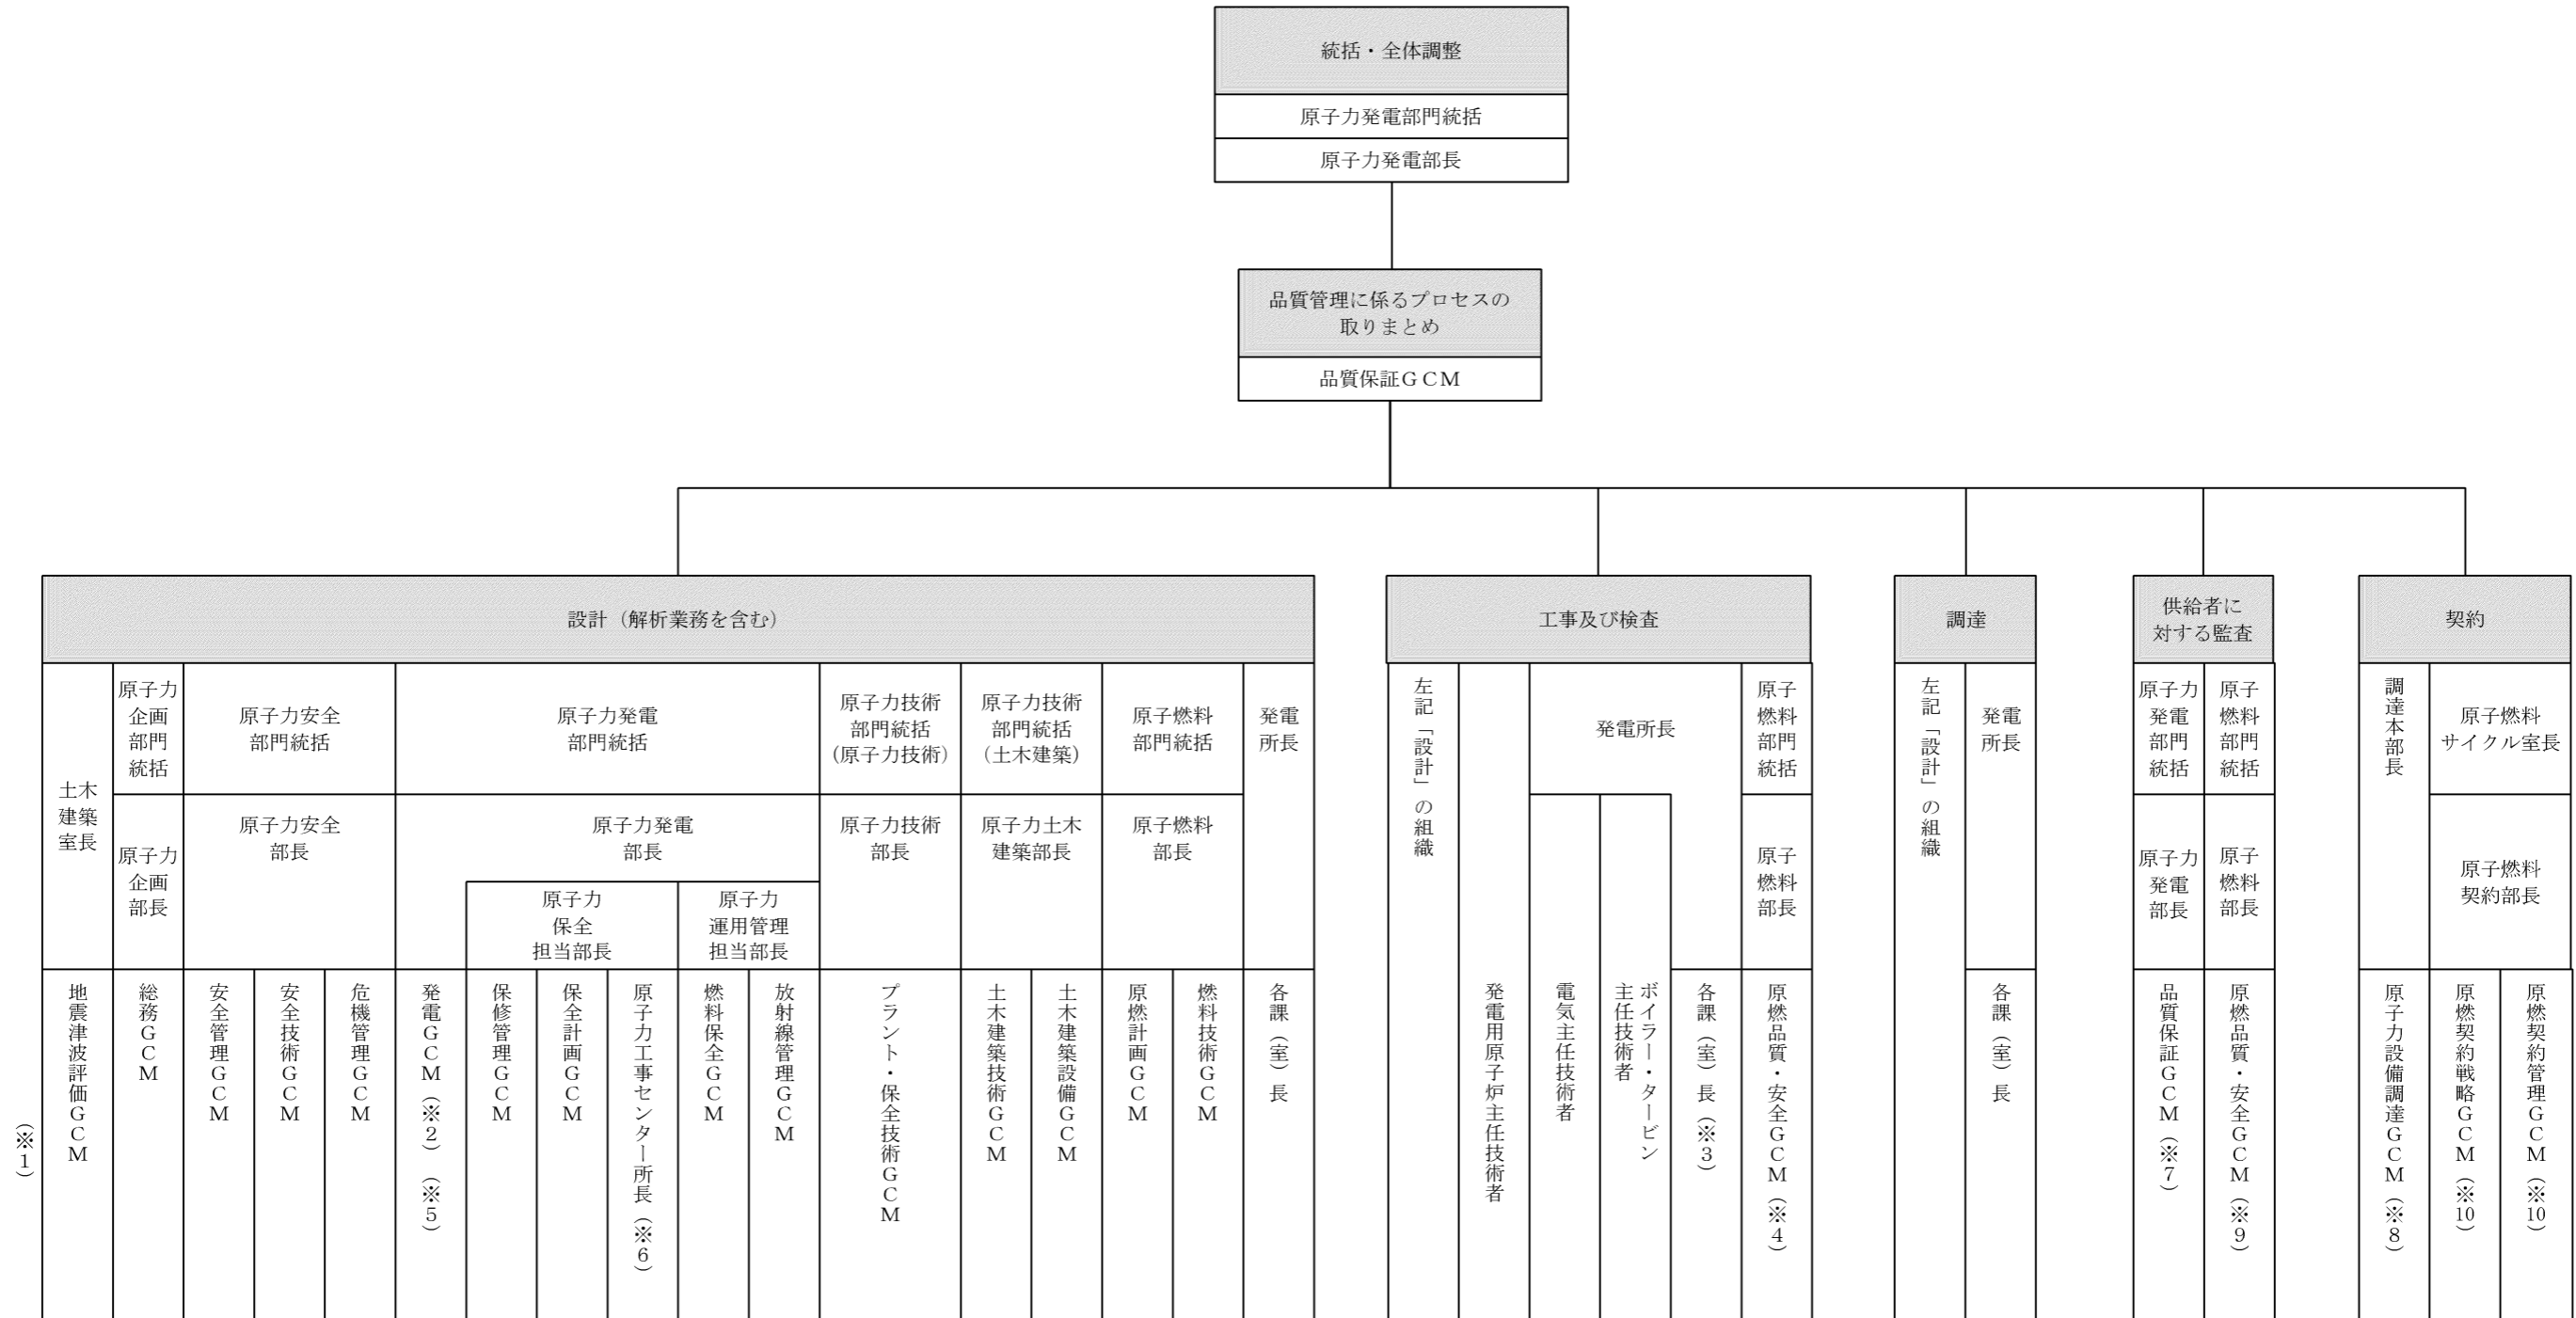 統括・全体調整
原子力発電部門統括
原子力発電部長
品質管理に係るプロセスの
取りまとめ
品質保証ＧＣＭ
設計（解析業務を含む）
土木
建築
室長
原子力
企画
部門
統括
原子力安全
部門統括
原子力発電
部門統括
原子力技術
部門統括
（原子力技術）
原子力技術
部門統括
（土木建築）
原子燃料
部門統括
発電
所長
原子力
企画
部長
原子力安全
部長
原子力発電
部長
原子力
保全
担当部長
原子力
運用管理
担当部長
原子力技術
部長
原子力土木
建築部長
原子燃料
部長
（※１）
地震津波評価ＧＣＭ
総務ＧＣＭ
安全管理ＧＣＭ
安全技術ＧＣＭ
危機管理ＧＣＭ
発電ＧＣＭ（※２）（※５）
保修管理ＧＣＭ
保全計画ＧＣＭ
原子力工事センター所長（※６）
燃料保全ＧＣＭ
放射線管理ＧＣＭ
プラント・保全技術ＧＣＭ
土木建築技術ＧＣＭ
土木建築設備ＧＣＭ
原燃計画ＧＣＭ
燃料技術ＧＣＭ
各課（室）長
工事及び検査
左記「設計」の組織
発電用原子炉主任技術者
発電所長
電気主任技術者
ボイラー・タービン
主任技術者
各課（室）長（※３）
原子
燃料
部門
統括
原子
燃料
部長
原燃品質・安全ＧＣＭ（※４）
調達
左記「設計」の組織
発電
所長
各課（室）長
供給者に
対する監査
原子力
発電
部門
統括
原子力
発電
部長
品質保証ＧＣＭ（※７）
原子
燃料
部門
統括
原子
燃料
部長
原燃品質・安全ＧＣＭ（※９）
契約
調達本部長
原子力設備調達ＧＣＭ（※８）
原子燃料
サイクル室長
原子燃料
契約部長
原燃契約戦略ＧＣＭ（※10）
原燃契約管理ＧＣＭ（※10）